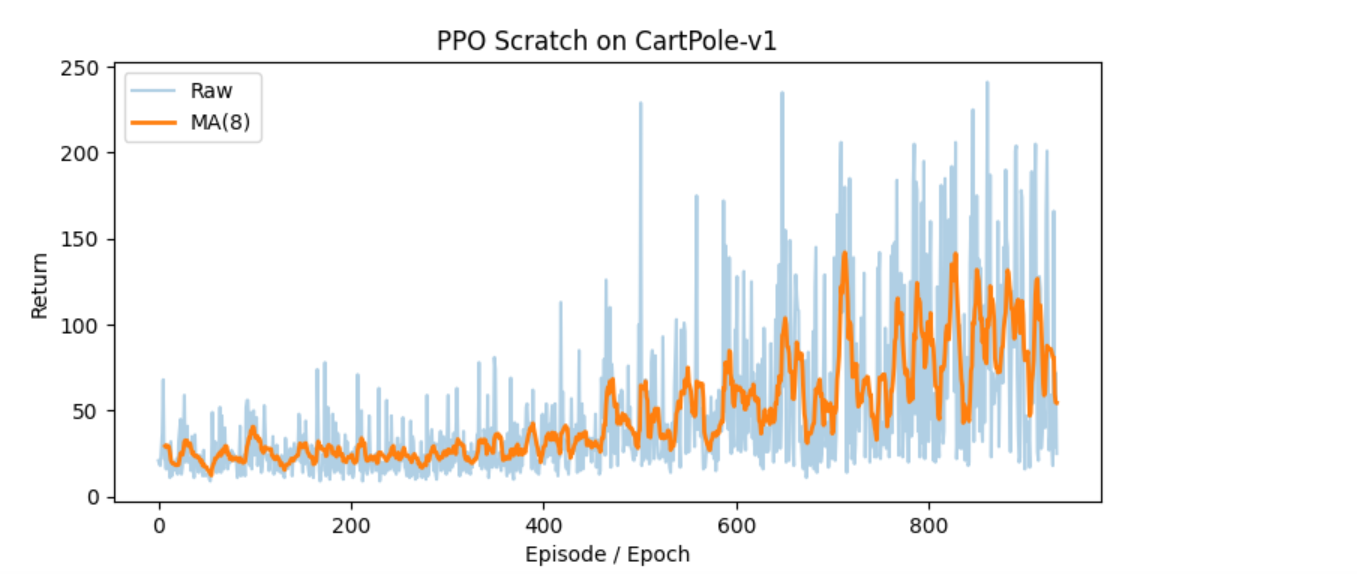 PPO Scratch on CartPole-v1
Raw
MA(8)
250
200
150
100
50
0
Return
0 200 400 600 800
Episode / Epoch